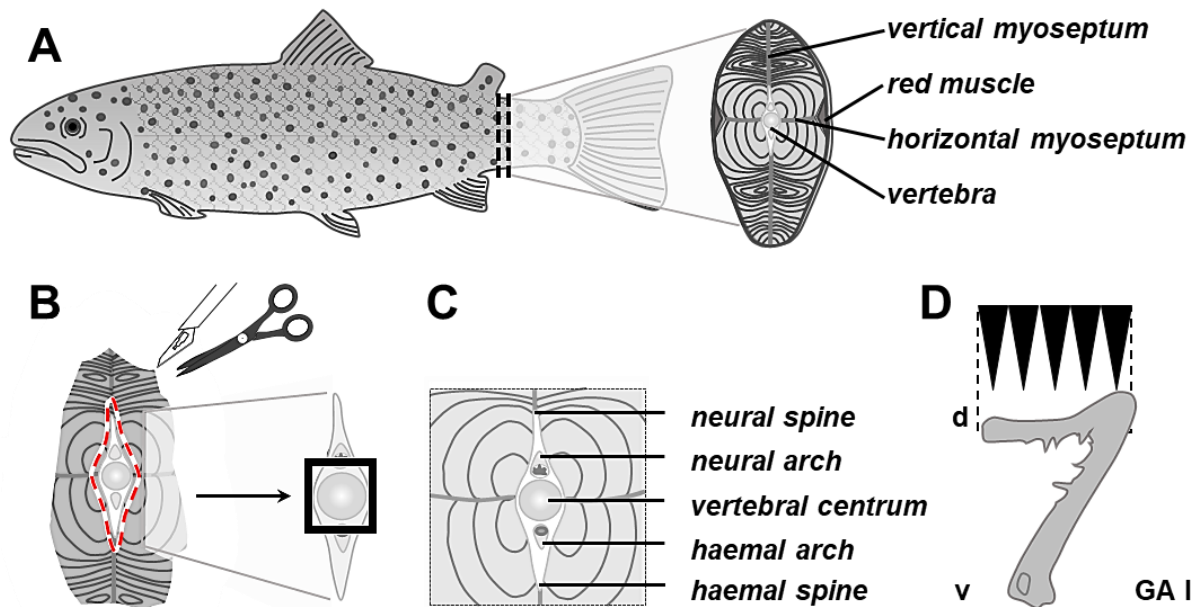 A
vertical myoseptum
red muscle
horizontal myoseptum
vertebra
B
C
neural spine
neural arch
vertebral centrum
haemal arch
haemal spine
D
d
v
GA I